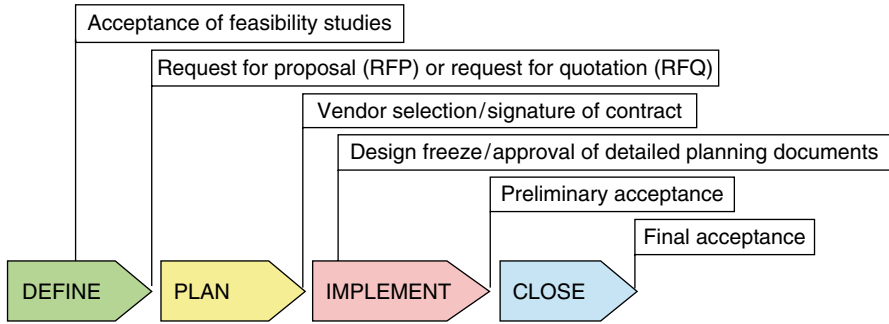 Acceptance of feasibility studies
Request for proposal (RFP) or request for quotation (RFQ)
Vendor selection/signature of contract
Design freeze/approval of detailed planning documents
Preliminary acceptance
Final acceptance
DEFINE
PLAN
IMPLEMENT
CLOSE